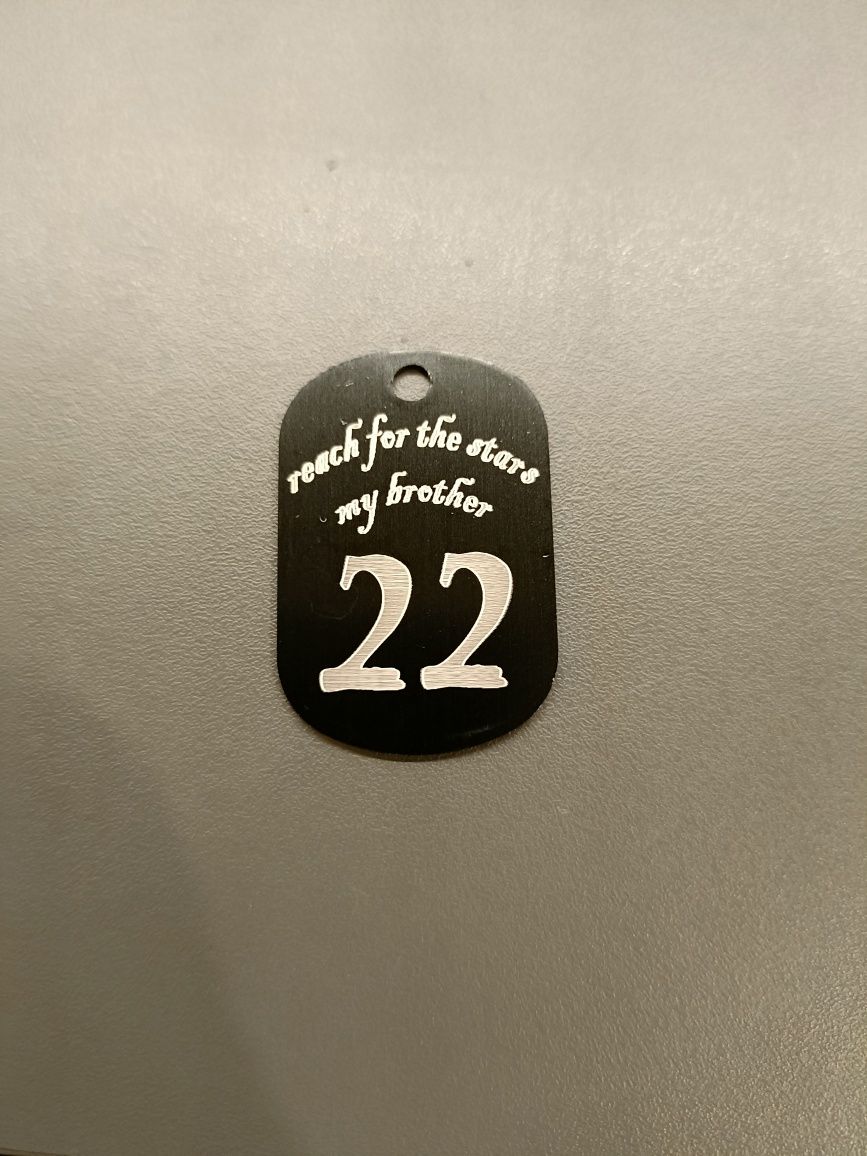 reach for the stars
my brother
22